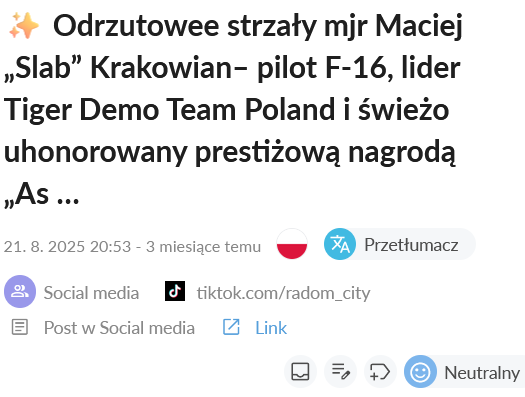 ✨ Odrzutowee strzały mjr Maciej
„Slab” Krakowian– pilot F-16, lider
Tiger Demo Team Poland i świeżo
uhonorowany prestiżową nagrodą
„As ...
21. 8. 2025 20:53 - 3 miesiące temu Przetłumacz
Social media tiktok.com/radom_city
Post w Social media Link
Neutralny